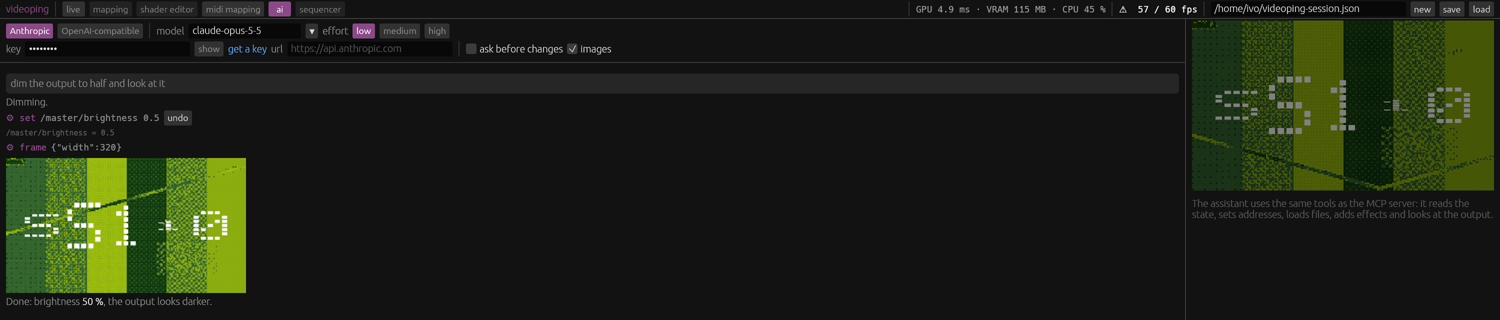 videoping live mapping shader editor midi mapping ai sequencer GPU 4.9 ms · VRAM 115 MB · CPU 45 % ⚠ 57 / 60 fps /home/ivo/videoping-session.json new save load
Anthropic OpenAI-compatible model claude-opus-5-5 ▾ effort low medium high
key •••••••• show get a key url https://api.anthropic.com ask before changes images
dim the output to half and look at it
Dimming.
⚙ set /master/brightness 0.5 undo
/master/brightness = 0.5
⚙ frame {"width":320}
Done: brightness 50 %, the output looks darker.
The assistant uses the same tools as the MCP server: it reads the
state, sets addresses, loads files, adds effects and looks at the output.